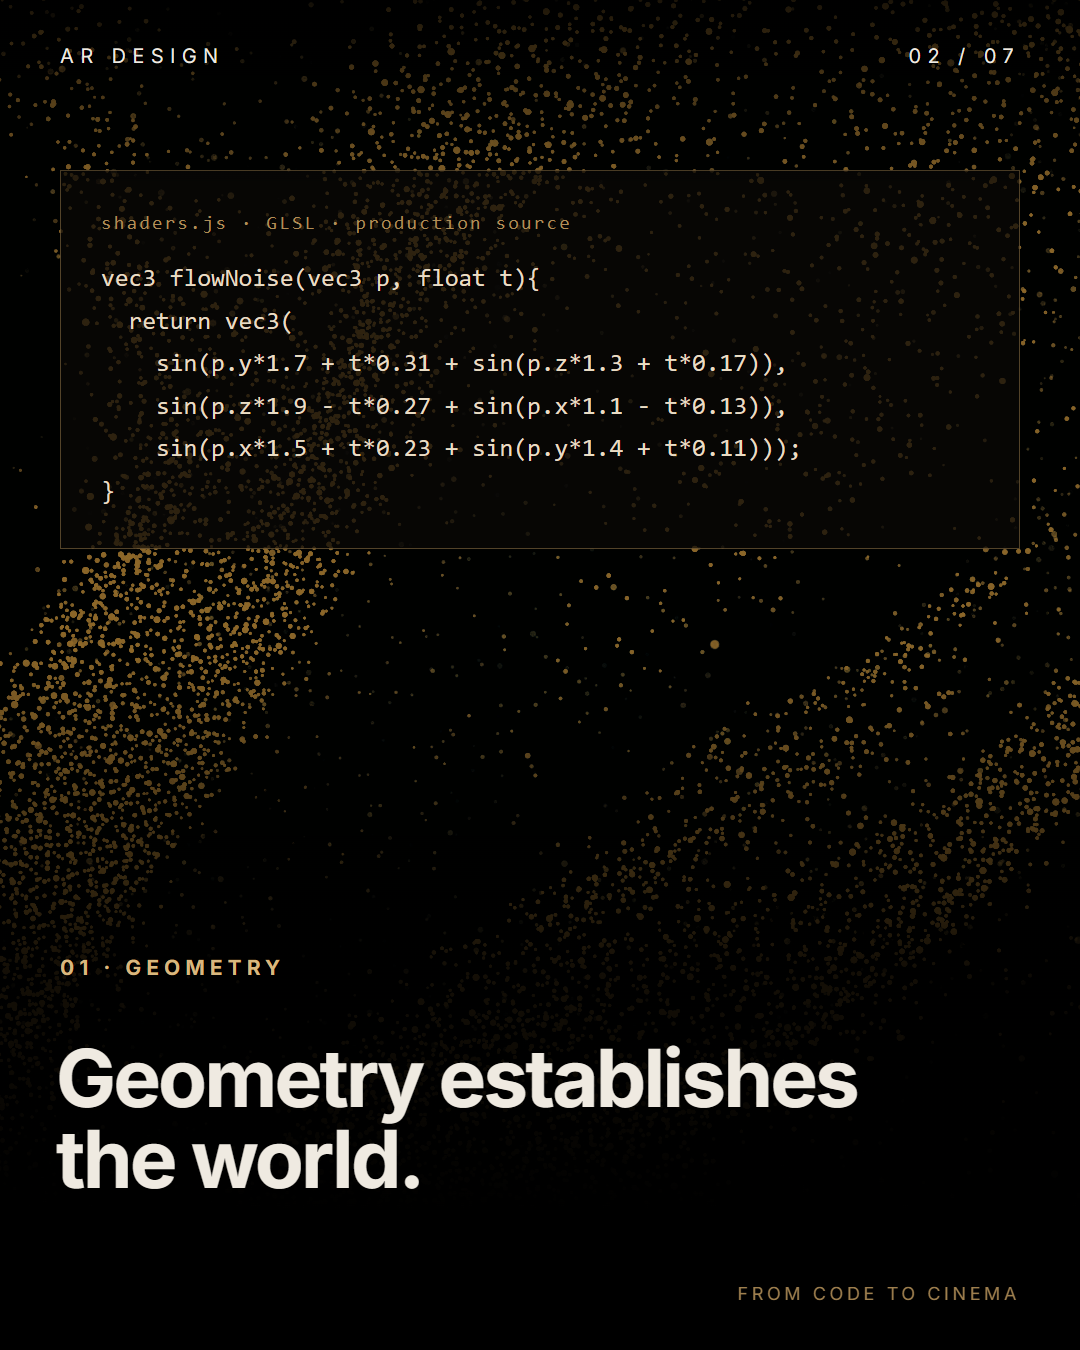 AR DESIGN
02 / 07
shaders.js · GLSL · production source
vec3 flowNoise(vec3 p, float t){
  return vec3(
    sin(p.y*1.7 + t*0.31 + sin(p.z*1.3 + t*0.17)),
    sin(p.z*1.9 - t*0.27 + sin(p.x*1.1 - t*0.13)),
    sin(p.x*1.5 + t*0.23 + sin(p.y*1.4 + t*0.11)));
}
01 · GEOMETRY
Geometry establishes
the world.
FROM CODE TO CINEMA